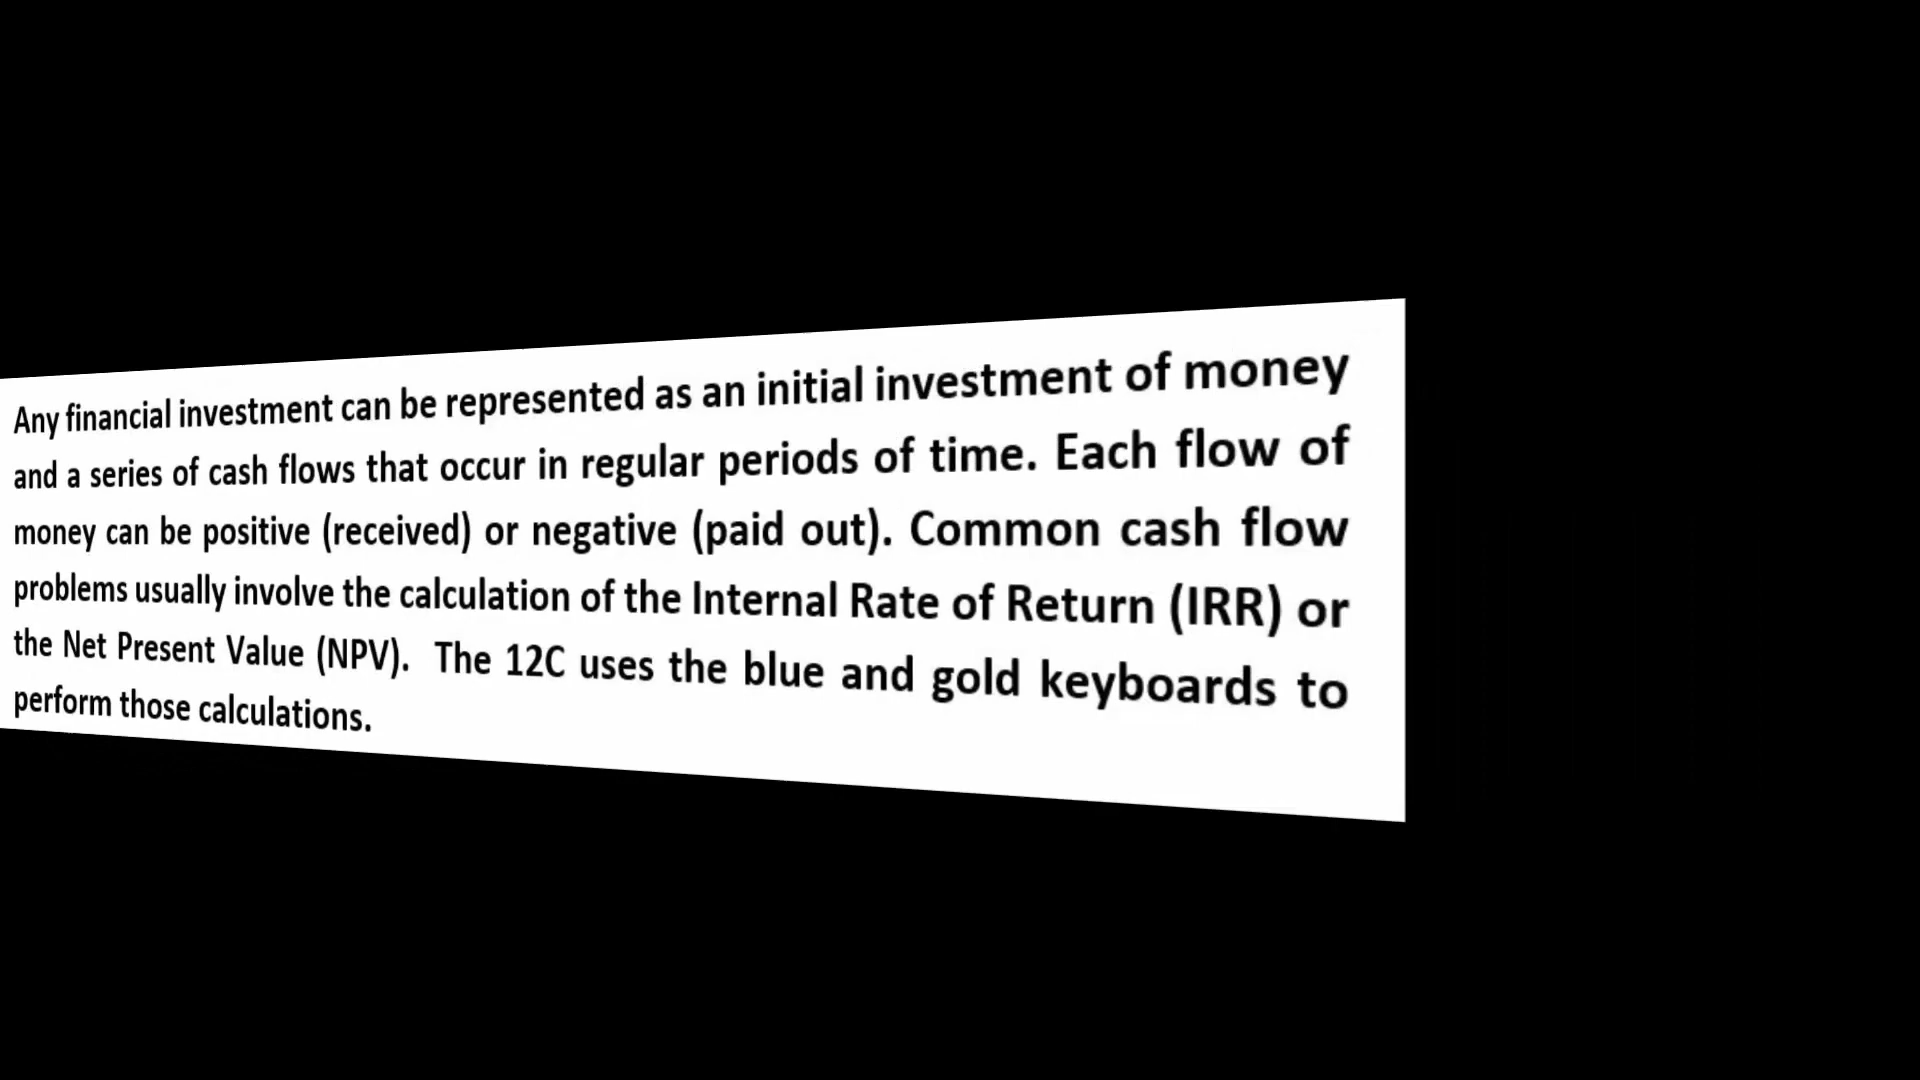 Any financial investment can be represented as an initial investment of money
and a series of cash flows that occur in regular periods of time. Each flow of
money can be positive (received) or negative (paid out). Common cash flow
problems usually involve the calculation of the Internal Rate of Return (IRR) or
the Net Present Value (NPV). The 12C uses the blue and gold keyboards to
perform those calculations.